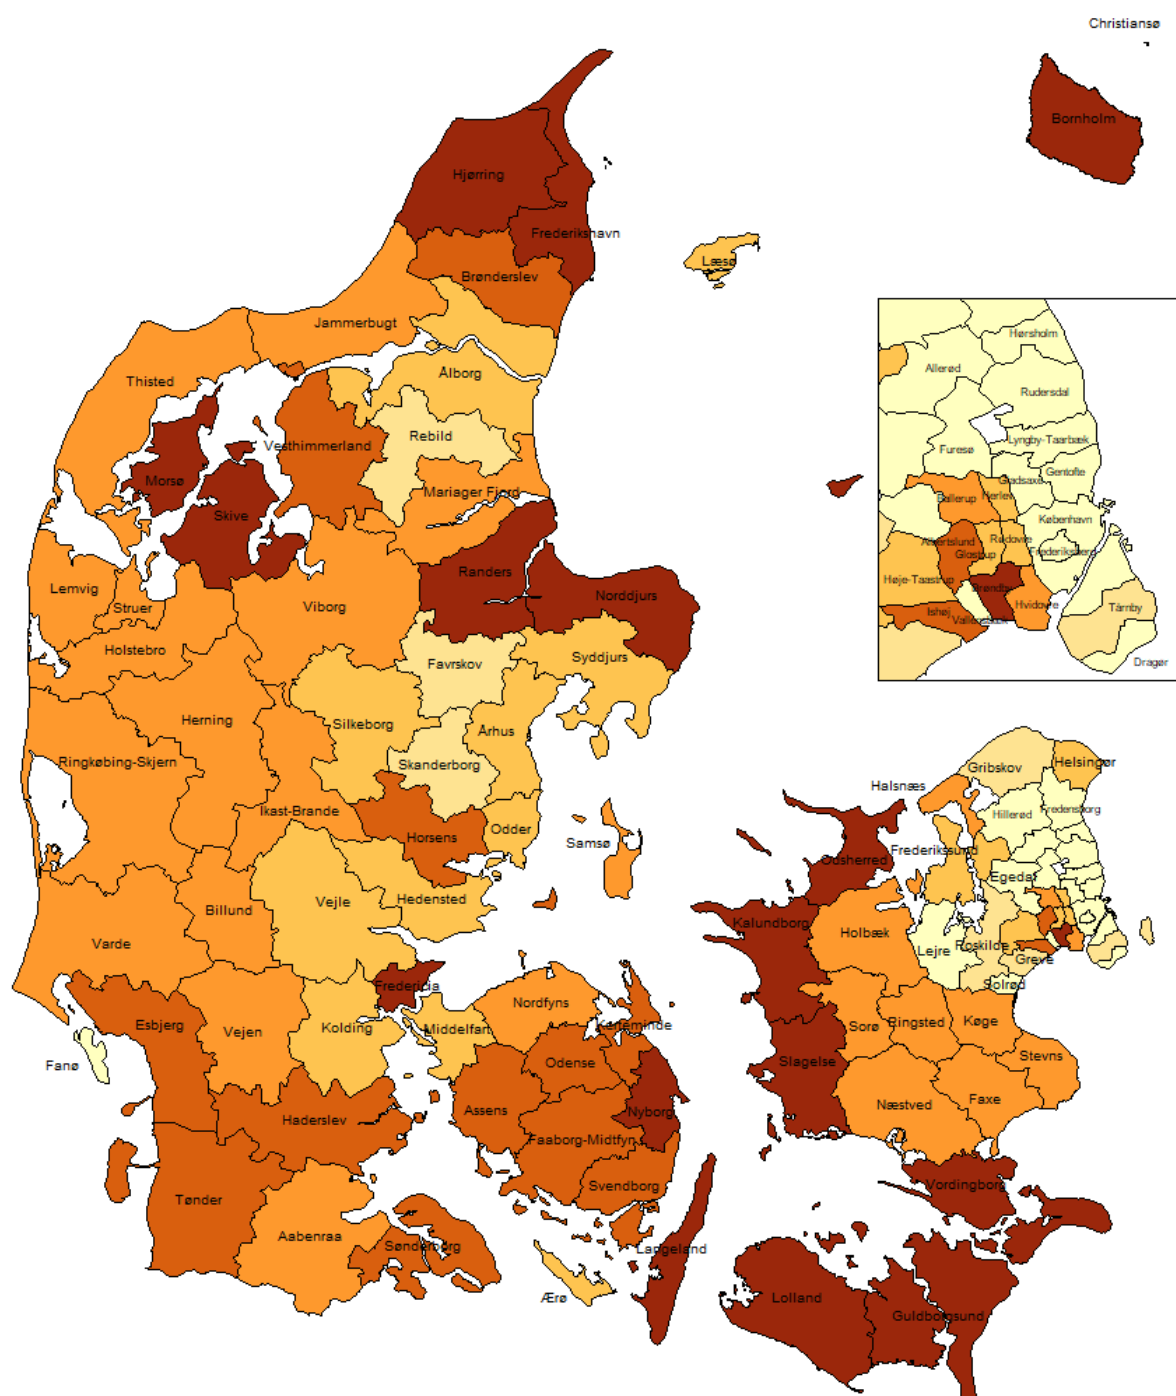 Christiansø
Bornholm
Hjørring
Frederikshavn
Læsø
Brønderslev
Jammerbugt
Ålborg
Thisted
Rebild
Vesthimmerland
Morsø
Mariager Fjord
Skive
Randers
Norddjurs
Lemvig
Struer
Viborg
Holstebro
Favrskov
Syddjurs
Herning
Silkeborg
Århus
Ringkøbing-Skjern
Skanderborg
Ikast-Brande
Horsens
Odder
Samsø
Hedensted
Vejle
Billund
Varde
Fredericia
Esbjerg
Vejen
Kolding
Middelfart
Nordfyns
Kerteminde
Fanø
Odense
Assens
Nyborg
Haderslev
Faaborg-Midtfyn
Svendborg
Tønder
Aabenraa
Sønderborg
Langeland
Ærø
Hørsholm
Allerød
Rudersdal
Lyngby-Taarbæk
Furesø
Gentofte
Gladsaxe
Ballerup
Herlev
København
Albertslund
Rødovre
Glostrup
Frederiksberg
Høje-Taastrup
Brøndby
Hvidovre
Ishøj
Vallensbæk
Tårnby
Dragør
Gribskov
Helsingør
Halsnæs
Hillerød
Fredensborg
Frederikssund
Odsherred
Egedal
Kalundborg
Holbæk
Lejre
Roskilde
Greve
Solrød
Sorø
Ringsted
Køge
Stevns
Slagelse
Næstved
Faxe
Vordingborg
Lolland
Guldborgsund